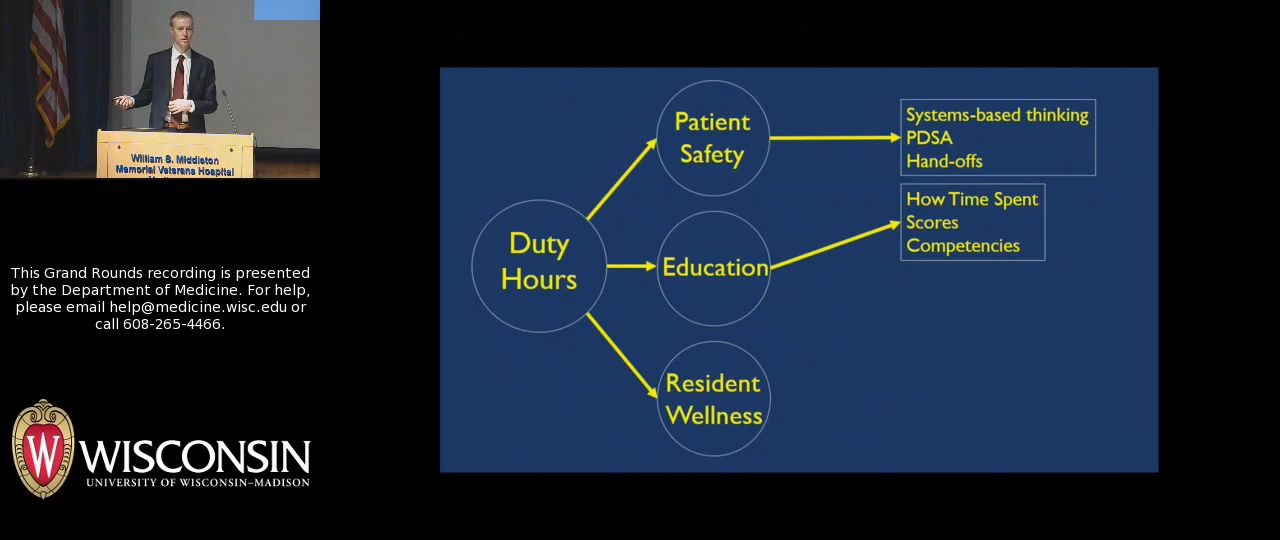 William S. Middleton
Memorial Veterans Hospital
This Grand Rounds recording is presented
by the Department of Medicine. For help,
please email help@medicine.wisc.edu or
call 608-265-4466.
W
WISCONSIN
UNIVERSITY OF WISCONSIN–MADISON
Duty
Hours
Patient
Safety
Education
Resident
Wellness
Systems-based thinking
PDSA
Hand-offs
How Time Spent
Scores
Competencies